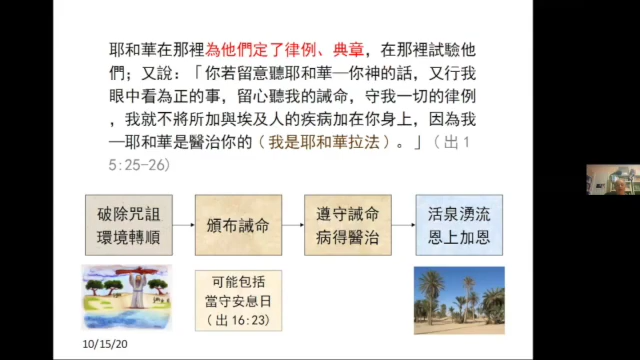 耶和華在那裡為他們定了律例、典章，在那裡試驗他
們；又說：「你若留意聽耶和華—你神的話，又行我
眼中看為正的事，留心聽我的誡命，守我一切的律例
，我就不將所加與埃及人的疾病加在你身上，因為我
—耶和華是醫治你的（我是耶和華拉法）。」（出1
5:25-26）
破除咒詛
環境轉順
頒布誡命
遵守誡命
病得醫治
活泉湧流
恩上加恩
可能包括
當守安息日
（出16:23）
10/15/20